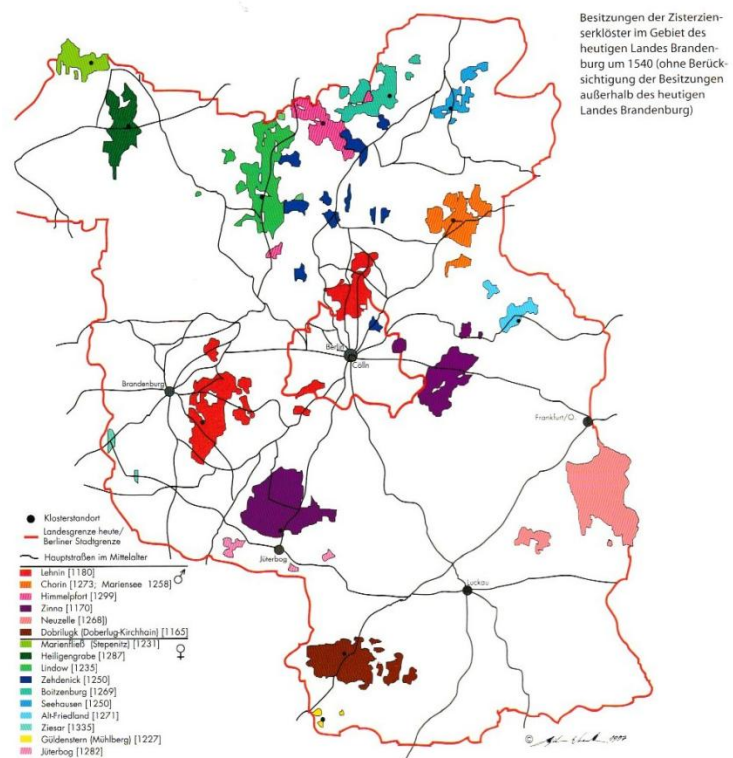 Besitzungen der Zisterzien-
serklöster im Gebiet des
heutigen Landes Branden-
burg um 1540 (ohne Berück-
sichtigung der Besitzungen
außerhalb des heutigen
Landes Brandenburg)
Berlin
Cölln
Brandenburg
Frankfurt/O.
Jüterbog
Luckau
Klosterstandort
Landesgrenze heute/
Berliner Stadtgrenze
Hauptstraßen im Mittelalter
Lehnin [1180]
Chorin [1273; Mariensee 1258]
♂
Himmelpfort [1299]
Zinna [1170]
Neuzelle [1268])
Dobrilugk (Doberlug-Kirchhain) [1165]
Marienfließ (Stepenitz) [1231]
♀
Heiligengrabe [1287]
Lindow [1235]
Zehdenick [1250]
Boitzenburg [1269]
Seehausen [1250]
Alt-Friedland [1271]
Ziesar [1335]
Güldenstern (Mühlberg) [1227]
Jüterbog [1282]
© 1997